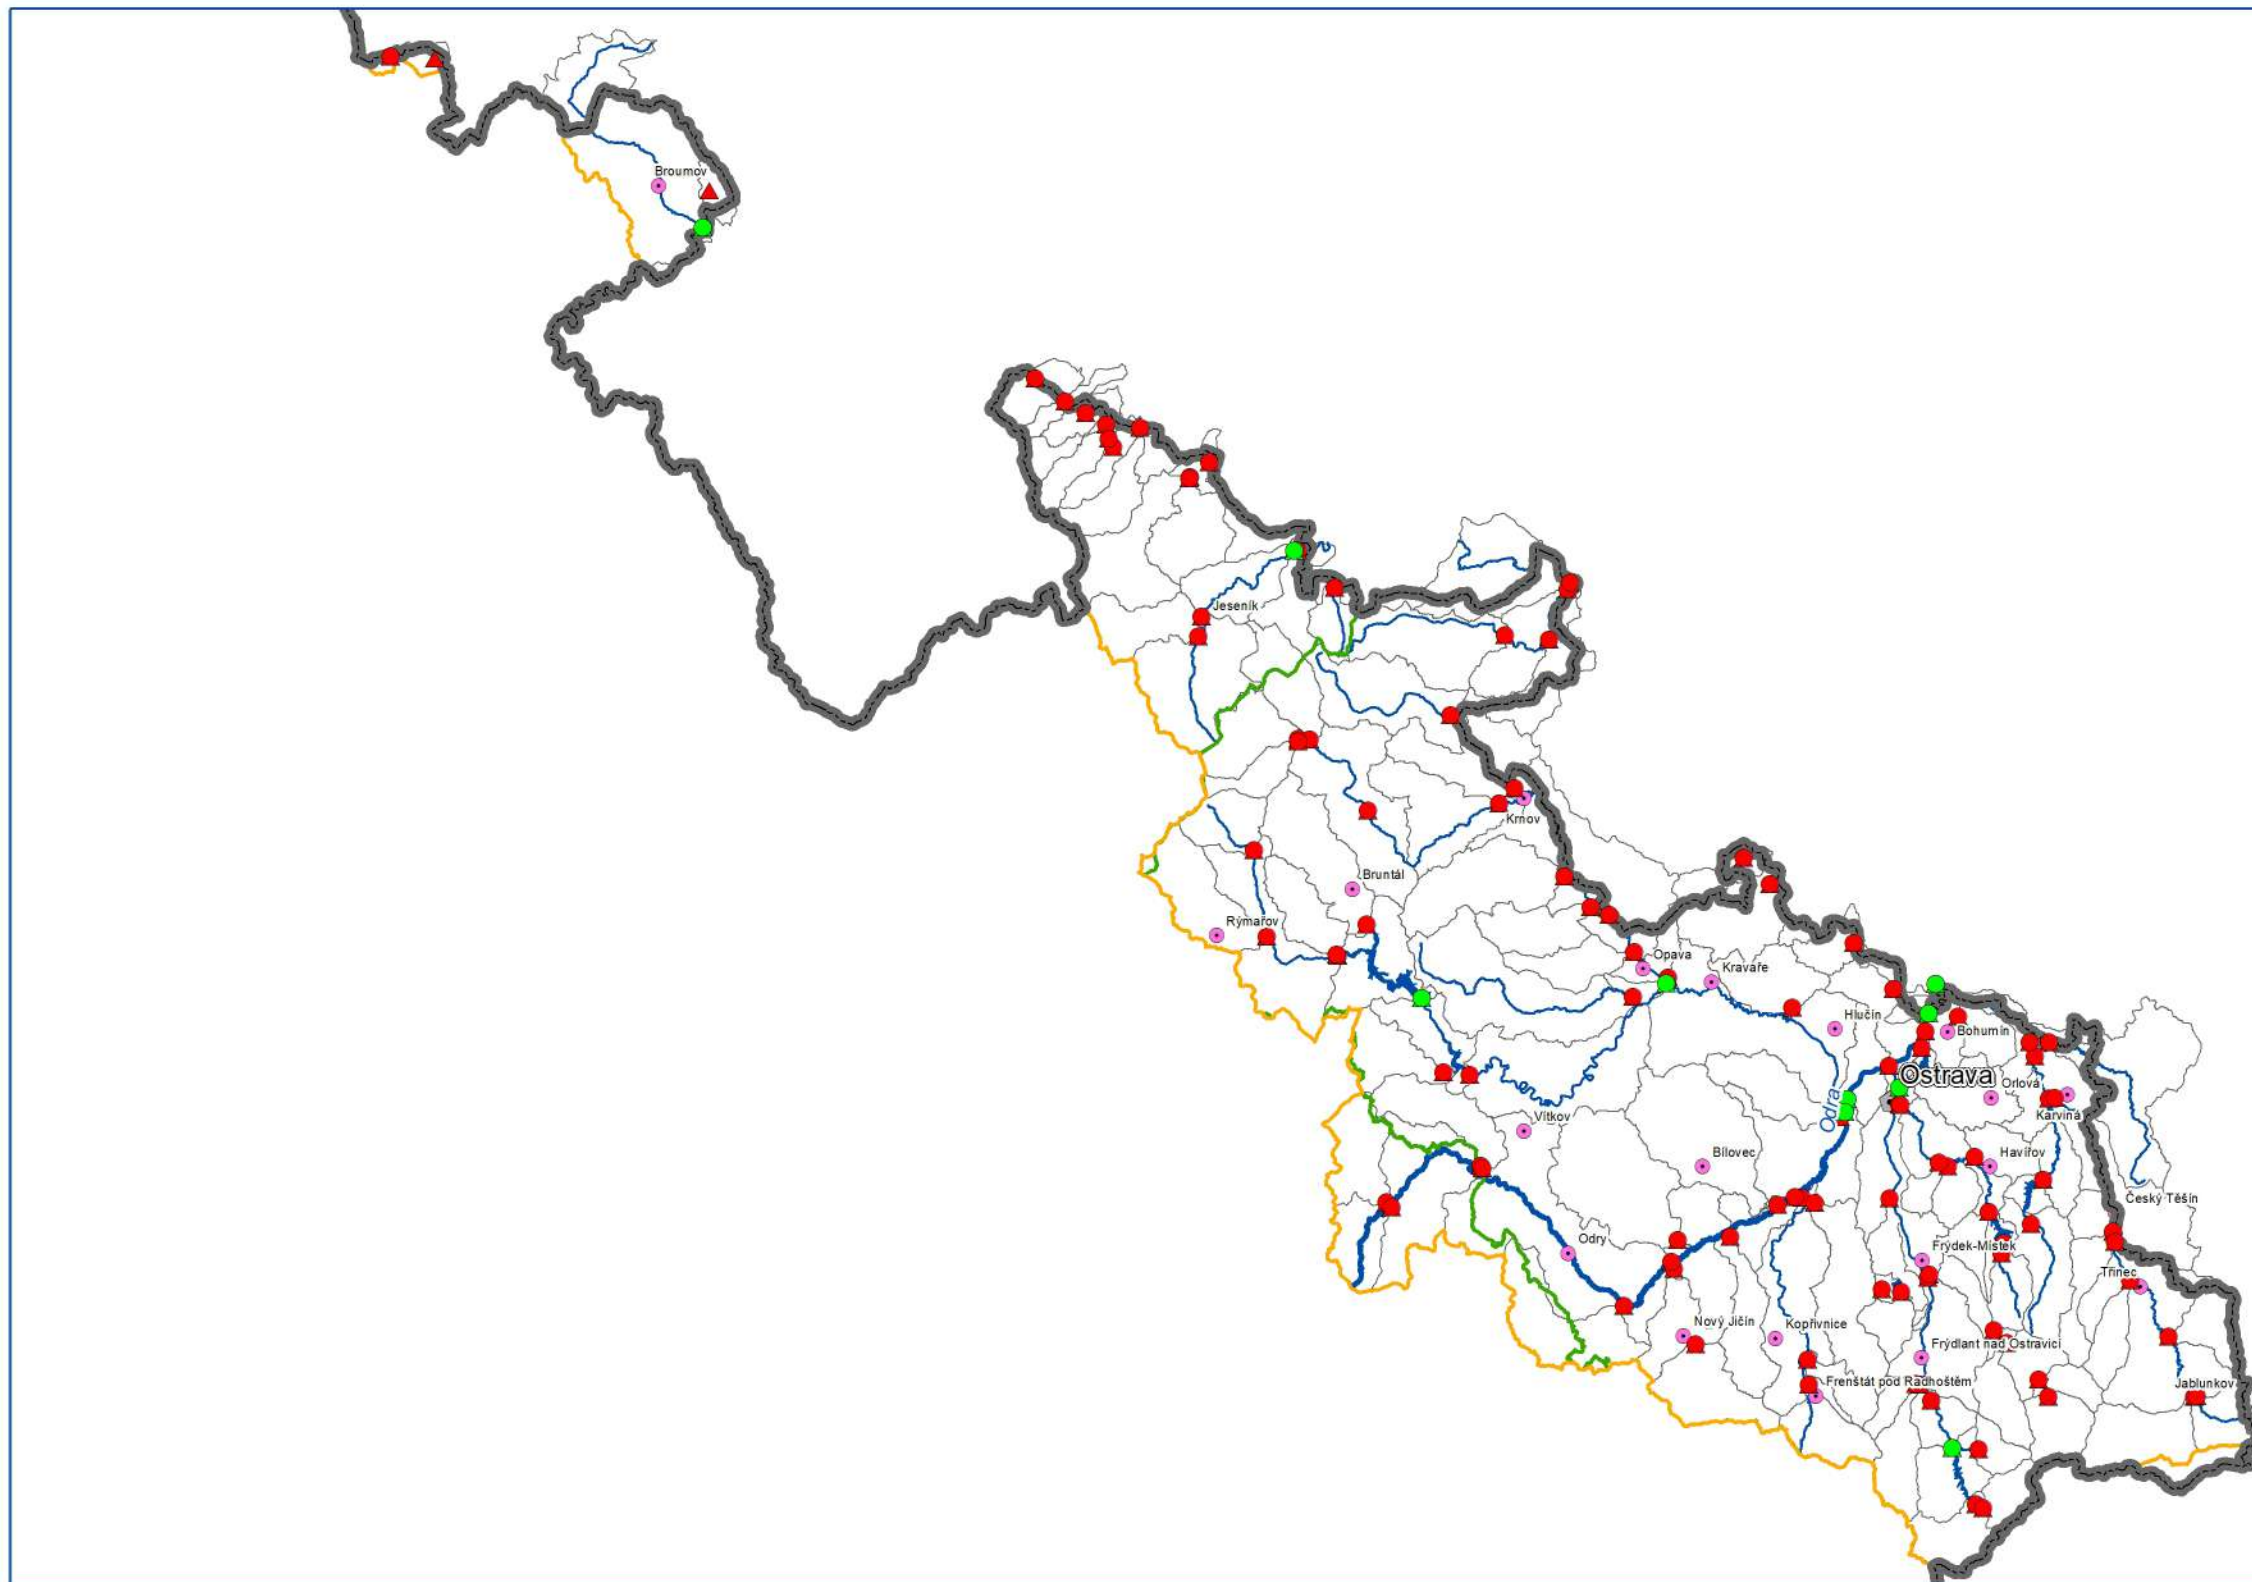 Broumov
Jeseník
Krnov
Bruntál
Rýmařov
Opava
Kravaře
Hlučín
Bohumín
Ostrava
Orlová
Karviná
Odra
Vítkov
Bílovec
Havířov
Český Těšín
Odry
Frýdek-Místek
Třinec
Nový Jičín
Kopřivnice
Frýdlant nad Ostravicí
Frenštát pod Radhoštěm
Jablunkov